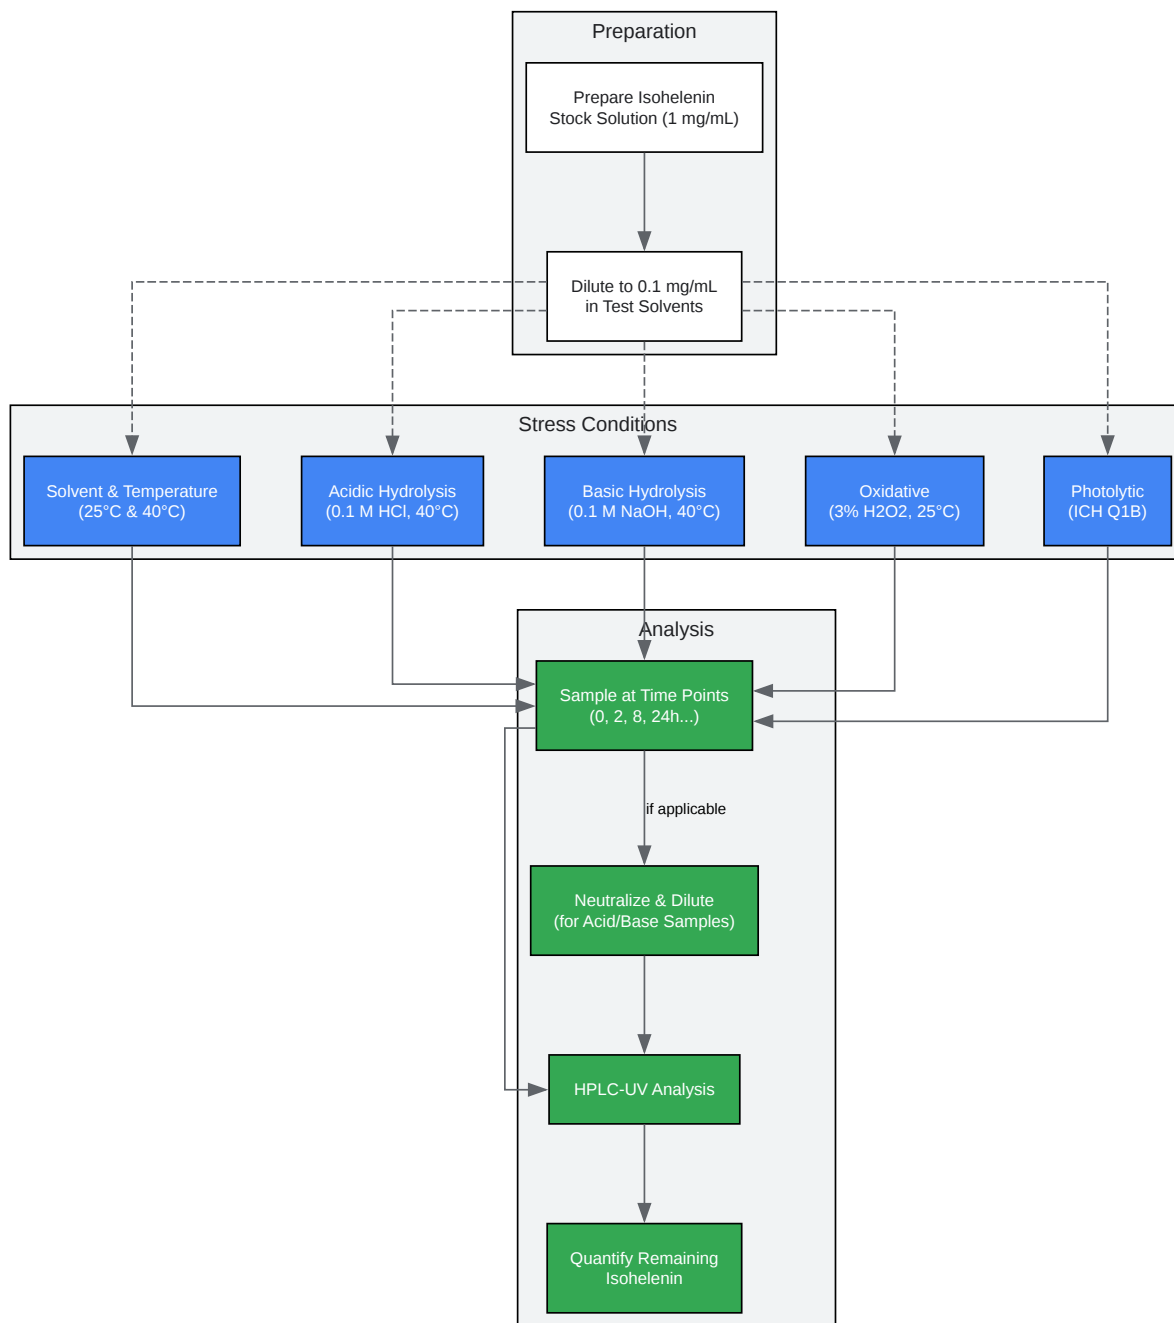 Preparation
Prepare Isohelenin
Stock Solution (1 mg/mL)
Dilute to 0.1 mg/mL
in Test Solvents
Stress Conditions
Solvent & Temperature
(25°C & 40°C)
Acidic Hydrolysis
(0.1 M HCl, 40°C)
Basic Hydrolysis
(0.1 M NaOH, 40°C)
Oxidative
(3% H2O2, 25°C)
Photolytic
(ICH Q1B)
Analysis
Sample at Time Points
(0, 2, 8, 24h...)
if applicable
Neutralize & Dilute
(for Acid/Base Samples)
HPLC-UV Analysis
Quantify Remaining
Isohelenin